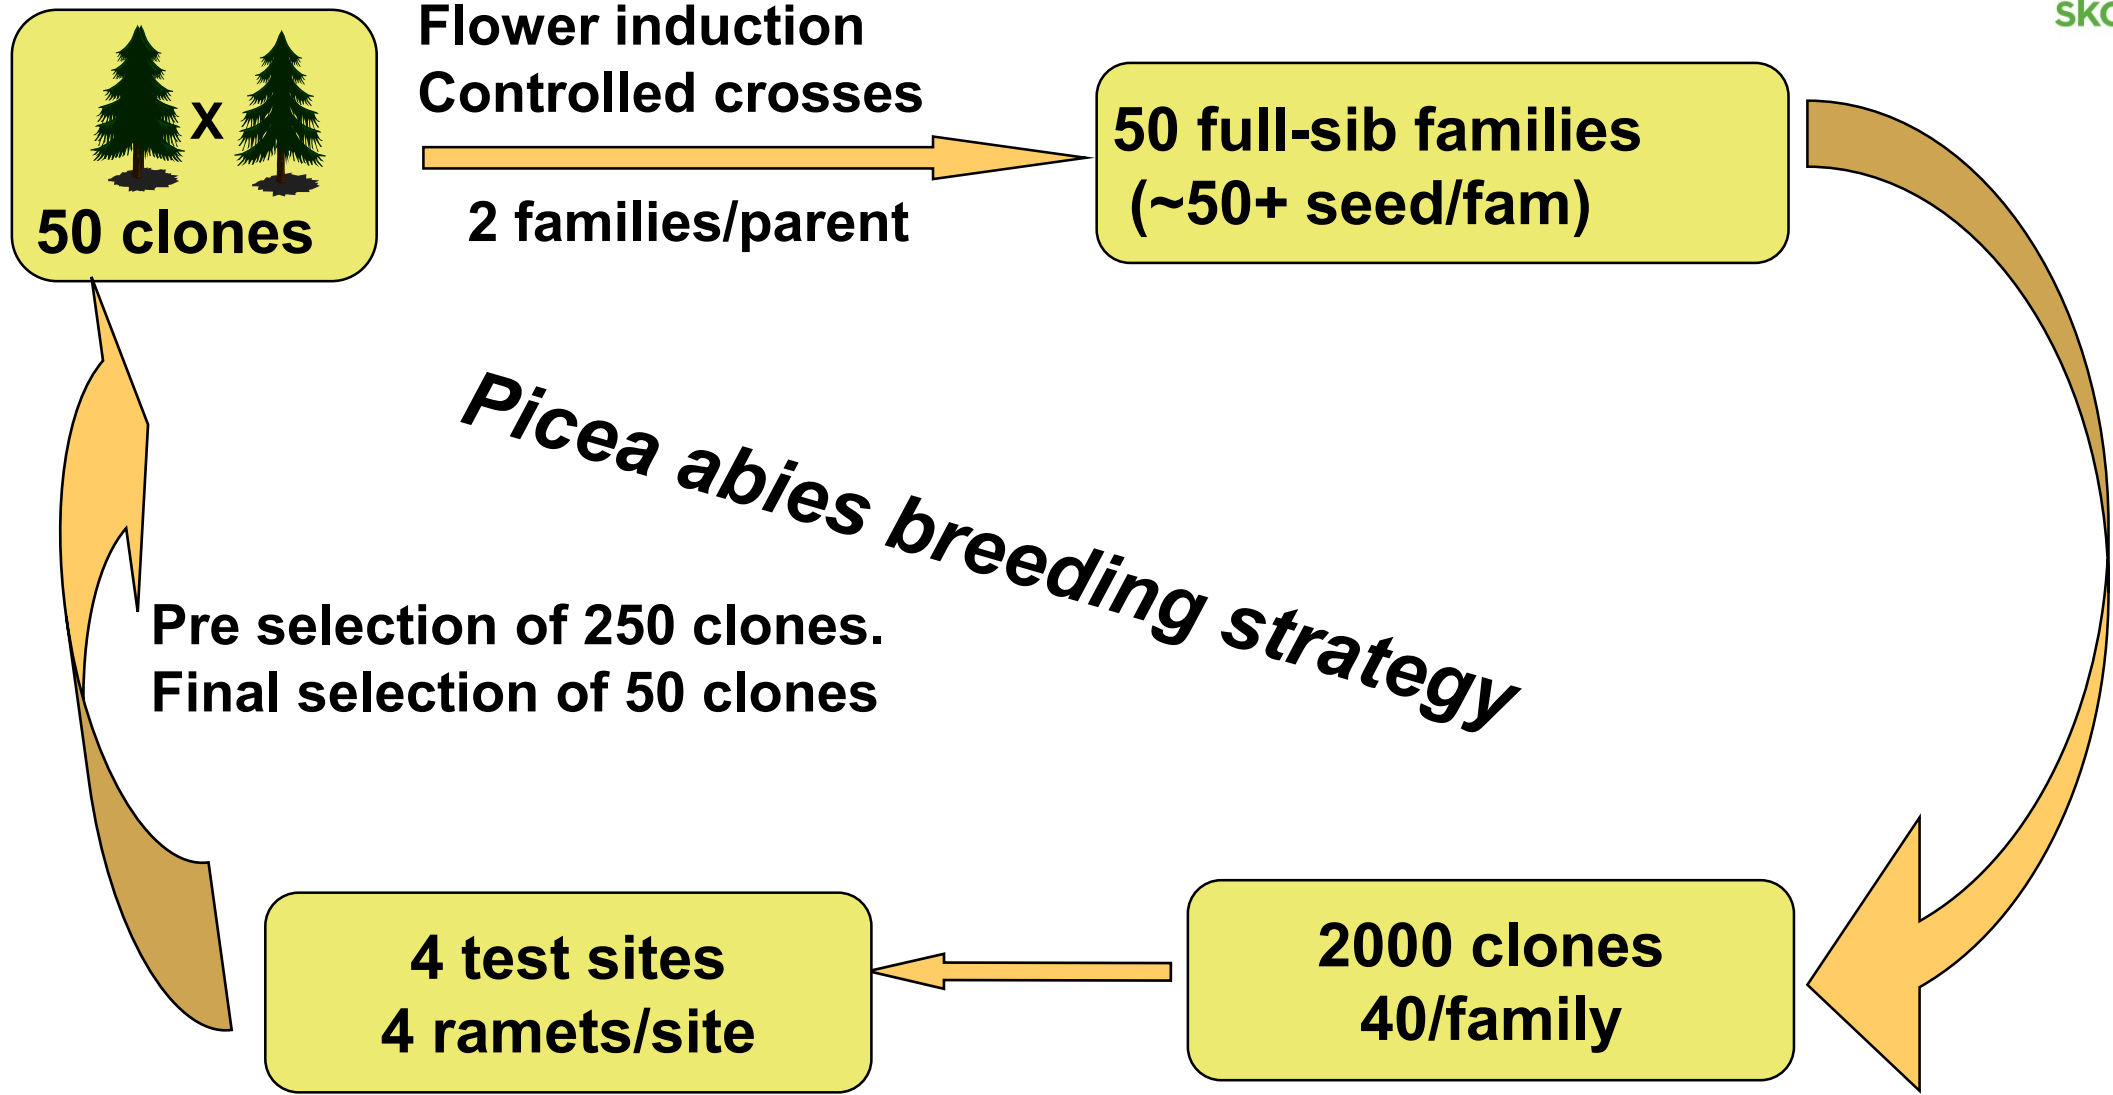 Flower induction
Controlled crosses
2 families/parent
X
50 clones
50 full-sib families
(~50+ seed/fam)
Picea abies breeding strategy
Pre selection of 250 clones.
Final selection of 50 clones
4 test sites
4 ramets/site
2000 clones
40/family